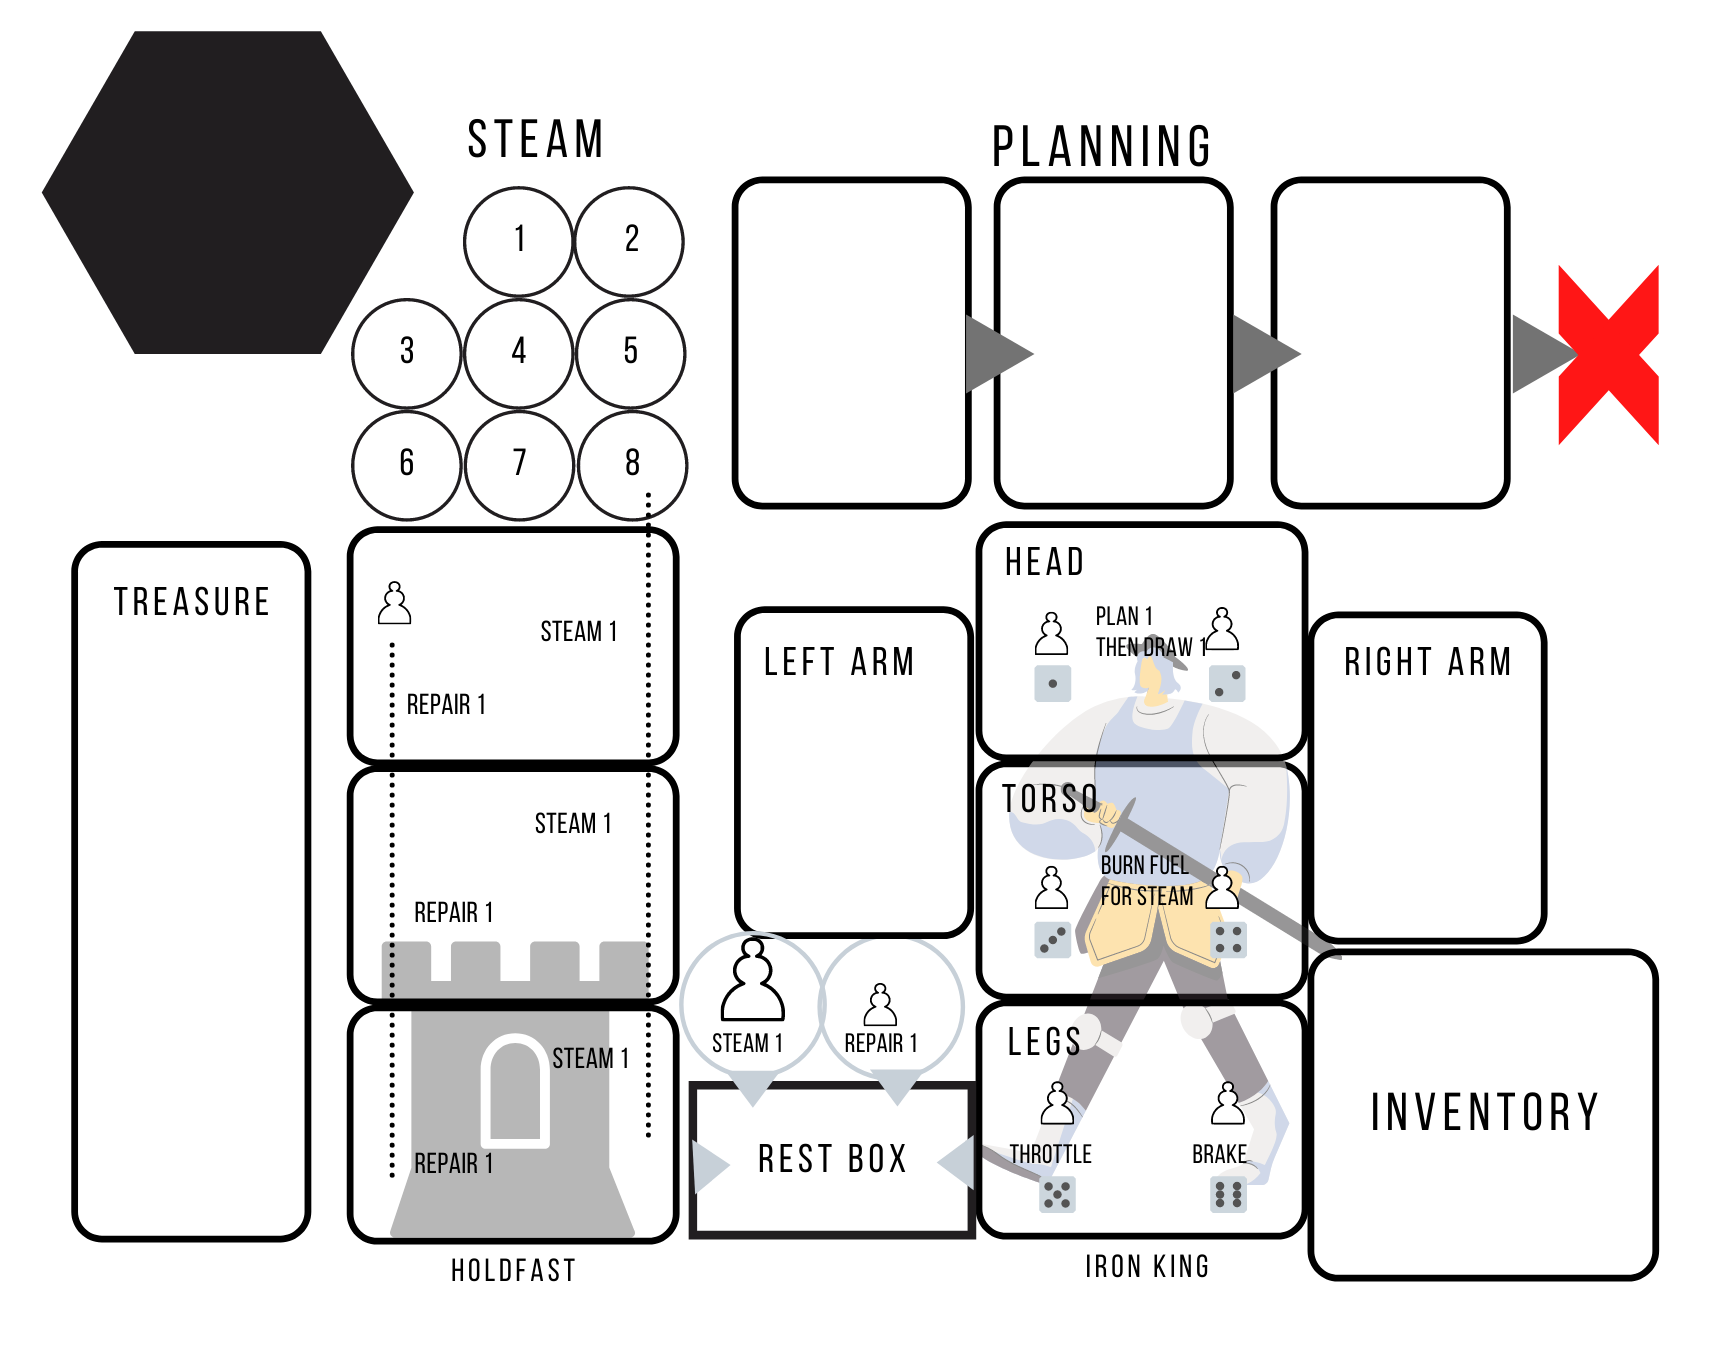 STEAM
PLANNING
1
2
3
4
5
6
7
8
TREASURE
STEAM 1
REPAIR 1
STEAM 1
REPAIR 1
STEAM 1
REPAIR 1
HOLDFAST
LEFT ARM
STEAM 1
REPAIR 1
REST BOX
HEAD
PLAN 1
THEN DRAW 1
TORSO
BURN FUEL
FOR STEAM
LEGS
THROTTLE
BRAKE
IRON KING
RIGHT ARM
INVENTORY